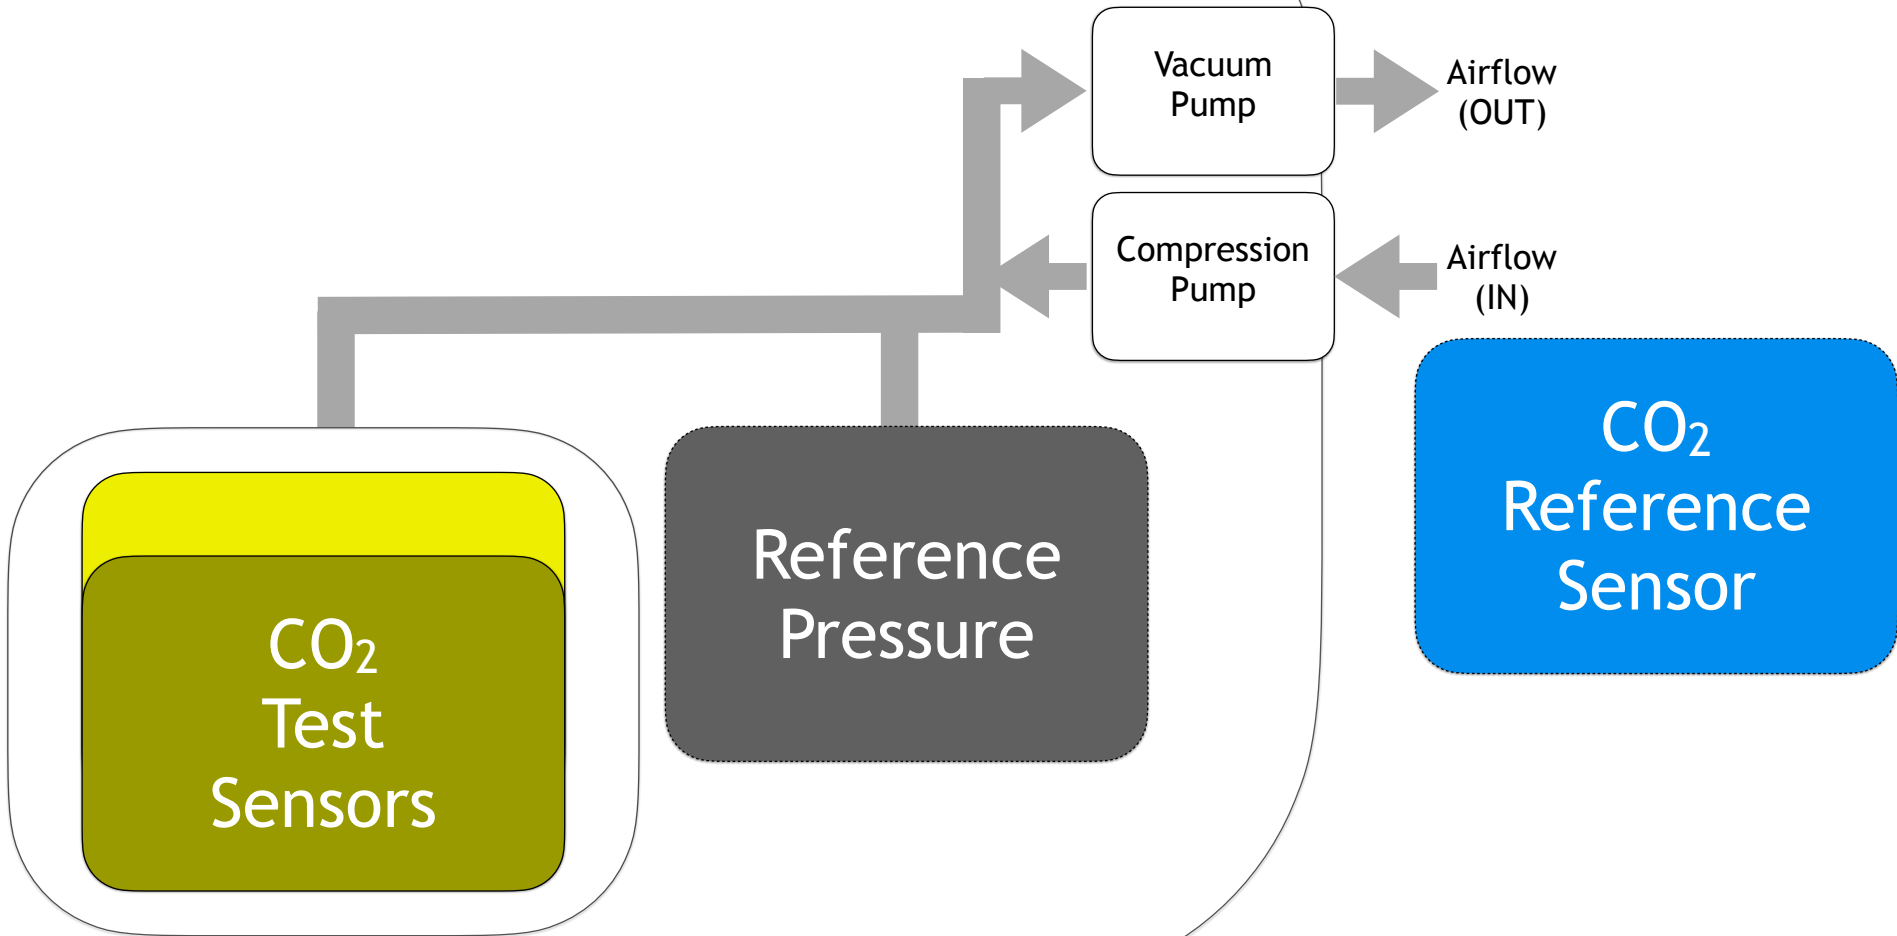 Vacuum
Pump
Airflow
(OUT)
Compression
Pump
Airflow
(IN)
CO₂
Reference
Sensor
Reference
Pressure
CO₂
Test
Sensors